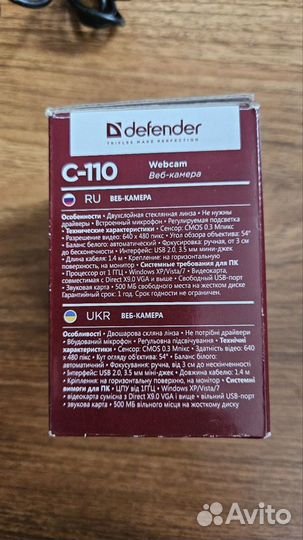 defender
TRIPLES MAKE PERFECTION
C-110
Webcam
Веб-камера
RU ВЕБ-КАМЕРА
Особенности • Двухслойная стеклянная линза • Не нужны
драйверы • Встроенный микрофон • Регулируемая подсветка
• Технические характеристики • Сенсор: CMOS 0.3 Мпикс
• Разрешение видео: 640 x 480 пикс • Угол обзора объектива: 54°
• Баланс белого: автоматический • Фокусировка: ручная, от 3 см
до бесконечности • Интерфейс: USB 2.0, 3.5 мм мини-джек •
Длина кабеля: 1,4 м • Крепление: на горизонтальную
поверхность, на монитор • Системные требования для ПК
• Процессор от 1 ГГц • Windows XP/Vista/7 • Видеокарта,
совместимая с Direct X9.0 VGA и выше • Свободный USB-порт
• Звуковая карта • 500 МБ свободного места на жестком диске
Гарантийный срок: 1 год. Срок годности не ограничен.
UKR ВЕБ-КАМЕРА
Особливості • Двошарова скляна лінза • Не потрібні драйвери
• Вбудований мікрофон • Регульована підсвічування • Технічні
характеристики • Сенсор: CMOS 0.3 Мпікс • Здатність відео: 640
x 480 пікс • Кут огляду об'єктиву: 54° • Баланс білого:
автоматичний • Фокусування: ручна, від 3 см до нескінченності
• Інтерфейс: USB 2.0, 3.5 мм міні-джек • Довжина кабелю: 1,4 м
• Кріплення: на горизонтальну поверхню, на монітор • Системні
вимоги для ПК • ЦПУ від 1ГГЦ • Windows XP/Vista/7 •
відеокарта сумісна з Direct X9.0 VGA і вище • вільний USB-порт
• звукова карта • 500 МБ вільного місця на жорсткому диску
Avito